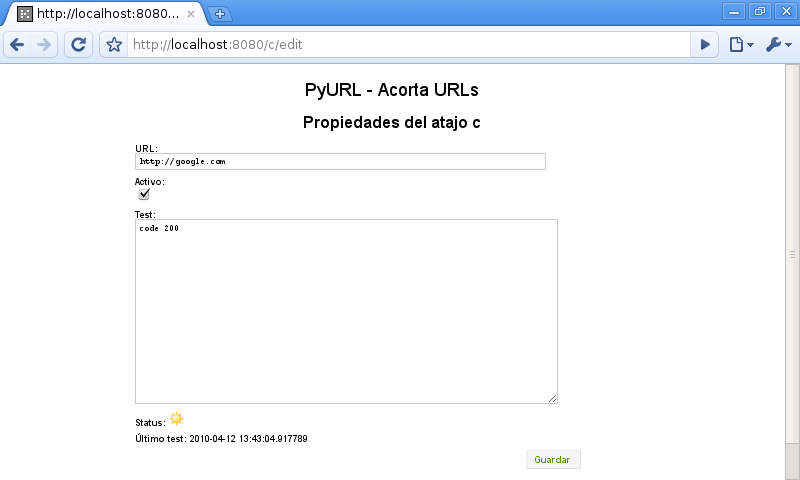 http://localhost:8080...
http://localhost:8080/c/edit
PyURL - Acorta URLs
Propiedades del atajo c
URL:
http://google.com
Activo:
Test:
code 200
Status:
Último test: 2010-04-12 13:43:04.917789
Guardar